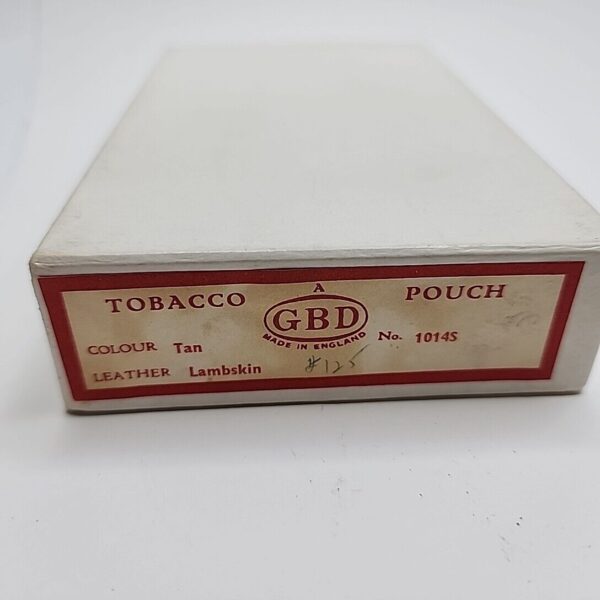 A
TOBACCO GBD POUCH
MADE IN ENGLAND
COLOUR Tan No. 1014S
LEATHER Lambskin #125